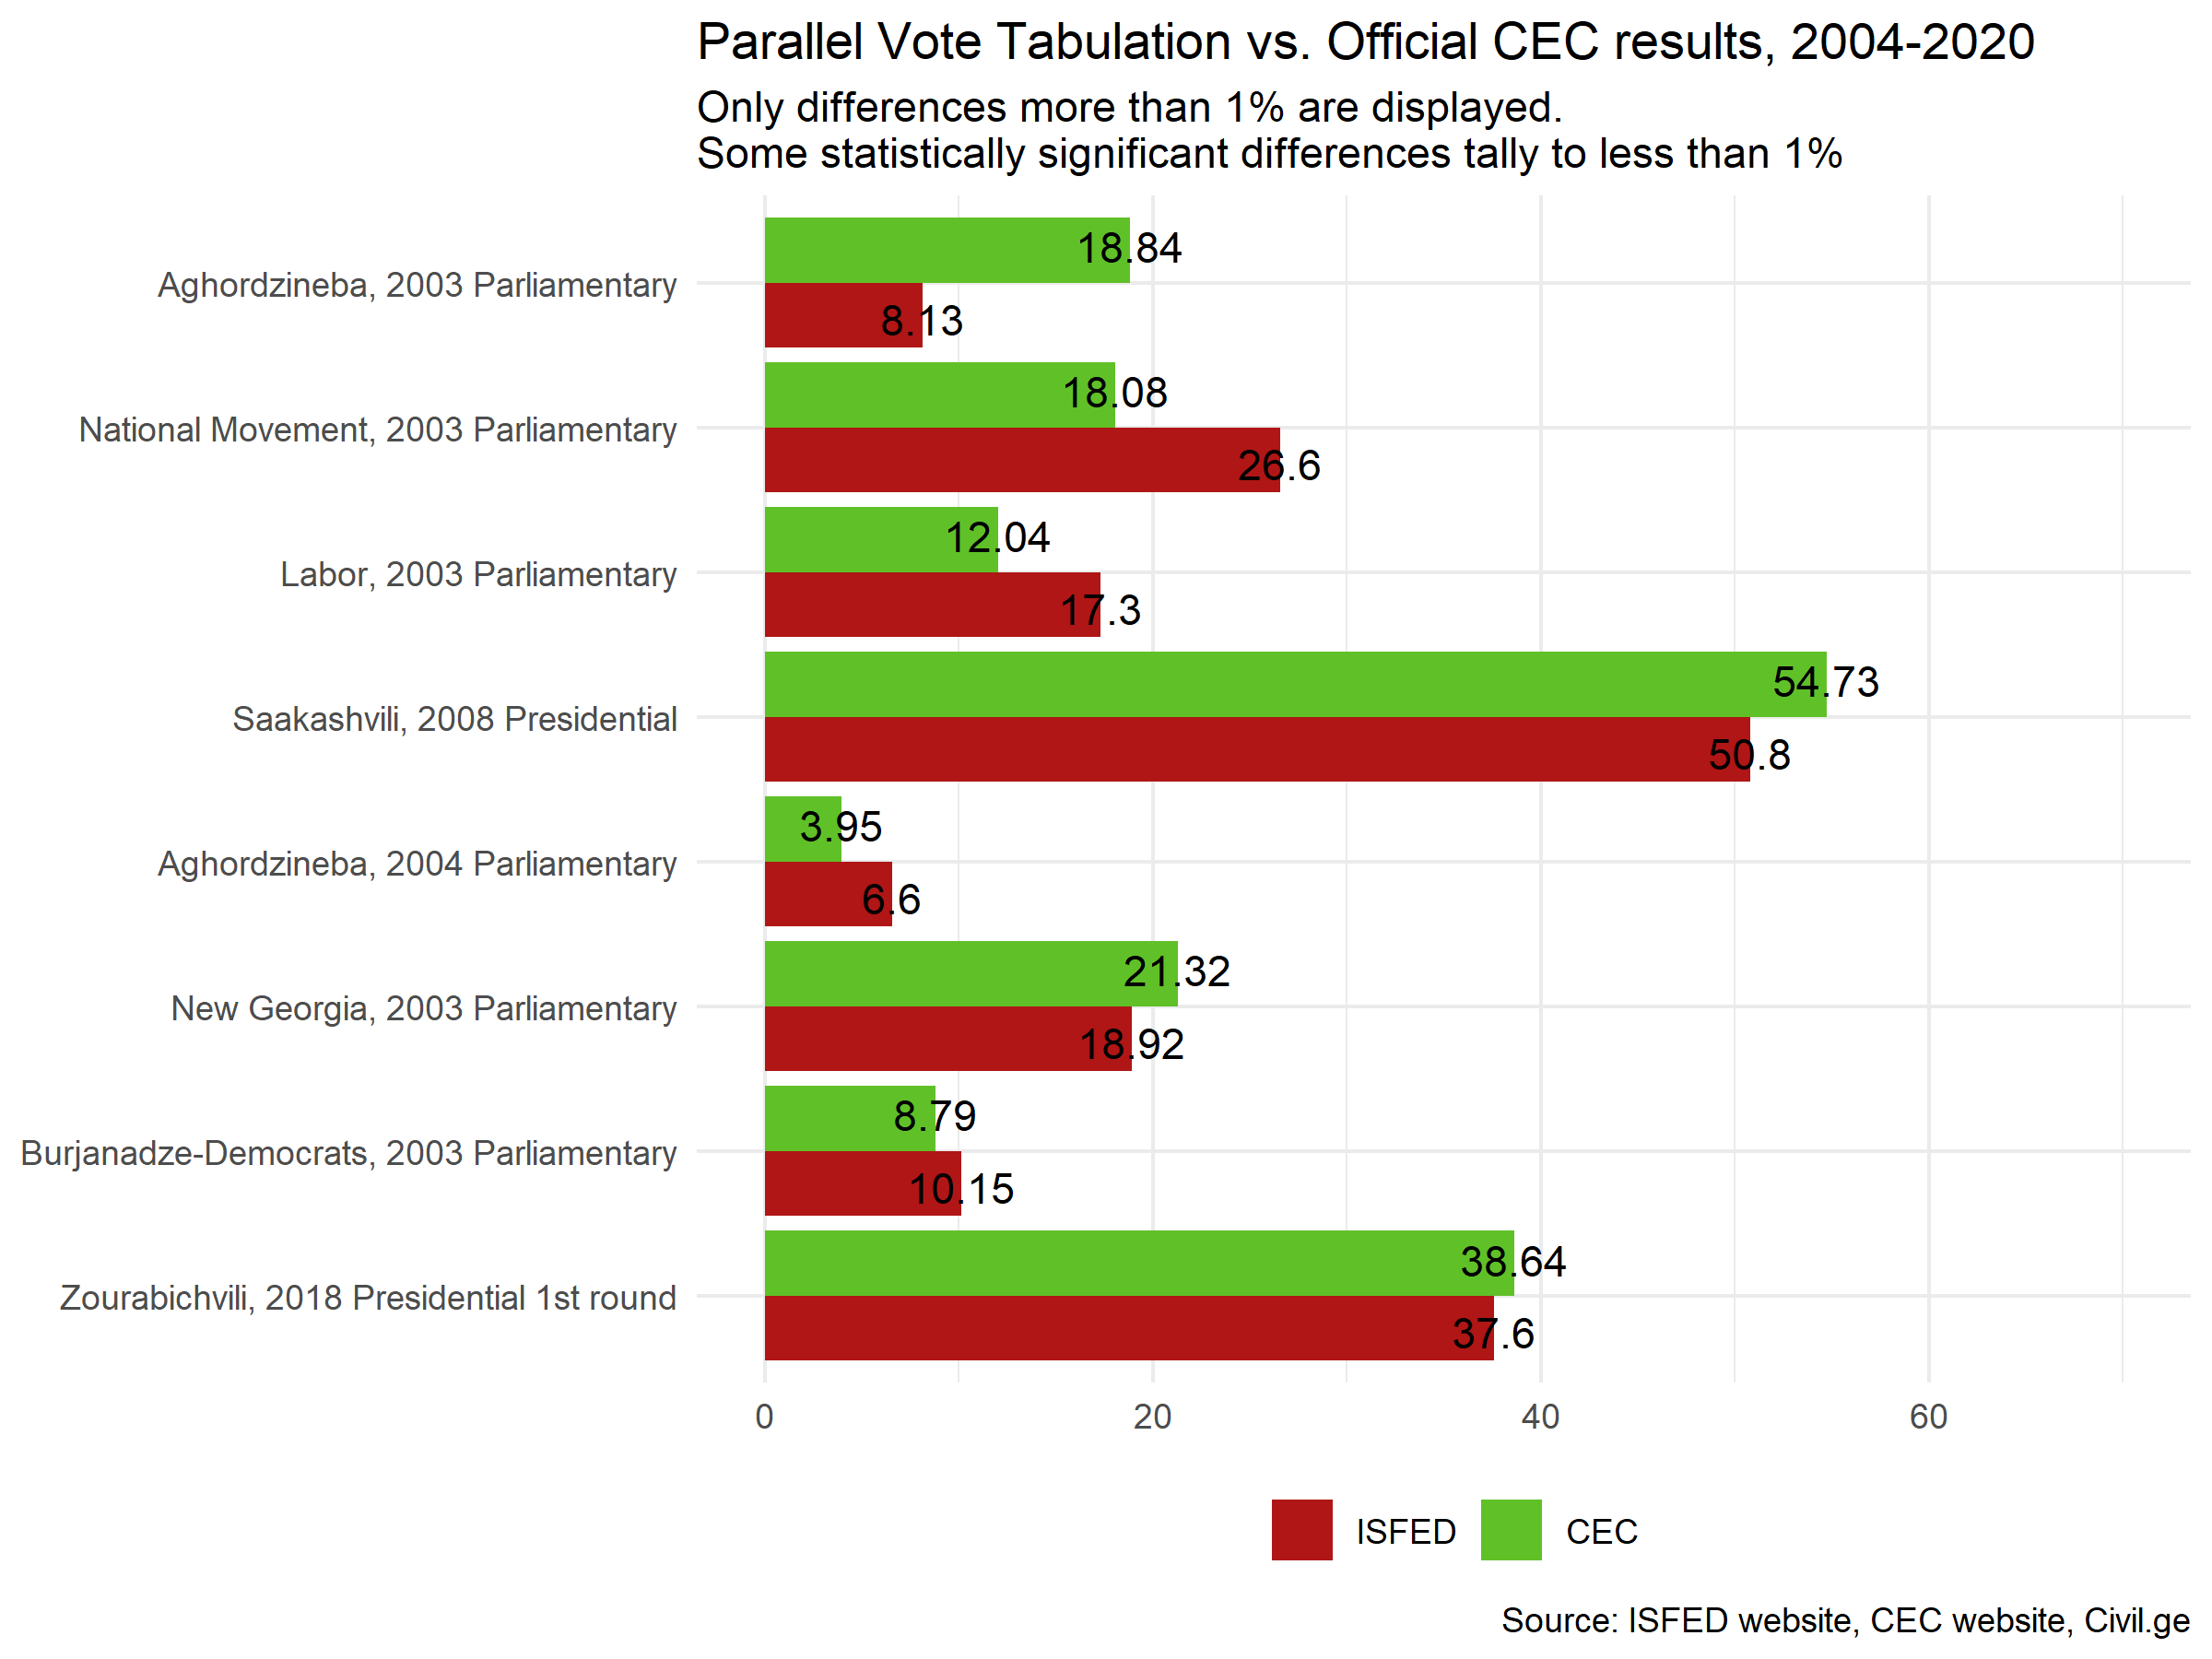 Parallel Vote Tabulation vs. Official CEC results, 2004-2020
Only differences more than 1% are displayed.
Some statistically significant differences tally to less than 1%
Aghordzineba, 2003 Parliamentary
18.84
8.13
National Movement, 2003 Parliamentary
18.08
26.6
Labor, 2003 Parliamentary
12.04
17.3
Saakashvili, 2008 Presidential
54.73
50.8
Aghordzineba, 2004 Parliamentary
3.95
6.6
New Georgia, 2003 Parliamentary
21.32
18.92
Burjanadze-Democrats, 2003 Parliamentary
8.79
10.15
Zourabichvili, 2018 Presidential 1st round
38.64
37.6
0 20 40 60
ISFED CEC
Source: ISFED website, CEC website, Civil.ge